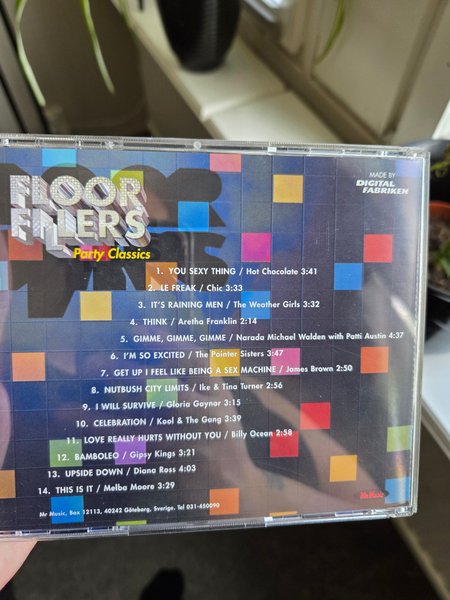 FLOOR
FILLERS
Party Classics
MADE BY
DIGITAL
FABRIKEN
1. YOU SEXY THING / Hot Chocolate 3:41
2. LE FREAK / Chic 3:33
3. IT'S RAINING MEN / The Weather Girls 3:32
4. THINK / Aretha Franklin 2:14
5. GIMME, GIMME, GIMME / Narada Michael Walden with Patti Austin 4:37
6. I'M SO EXCITED / The Pointer Sisters 3:47
7. GET UP I FEEL LIKE BEING A SEX MACHINE / James Brown 2:50
8. NUTBUSH CITY LIMITS / Ike & Tina Turner 2:56
9. I WILL SURVIVE / Gloria Gaynor 3:15
10. CELEBRATION / Kool & The Gang 3:39
11. LOVE REALLY HURTS WITHOUT YOU / Billy Ocean 2:58
12. BAMBOLEO / Gipsy Kings 3:21
13. UPSIDE DOWN / Diana Ross 4:03
14. THIS IS IT / Melba Moore 3:29
Mr Music
Mr Music, Box 12113, 40242 Göteborg, Sverige. Tel 031-450090